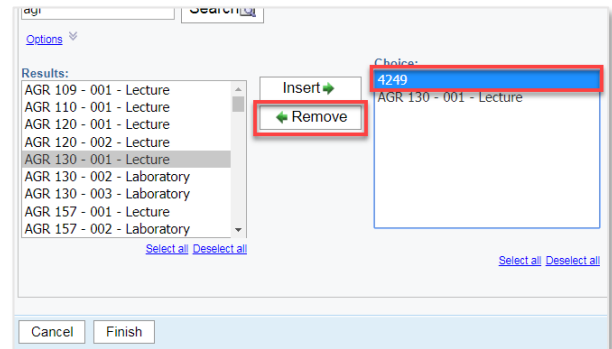 agr
Search
Options
Results:
AGR 109 - 001 - Lecture
AGR 110 - 001 - Lecture
AGR 120 - 001 - Lecture
AGR 120 - 002 - Lecture
AGR 130 - 001 - Lecture
AGR 130 - 002 - Laboratory
AGR 130 - 003 - Laboratory
AGR 157 - 001 - Lecture
AGR 157 - 002 - Laboratory
Select all Deselect all
Insert
Remove
Choice:
4249
AGR 130 - 001 - Lecture
Select all Deselect all
Cancel
Finish